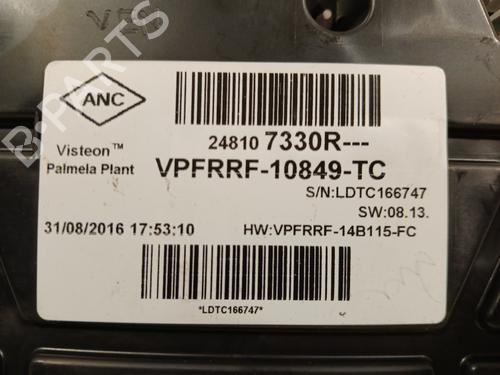 ANC
24810 7330R---
Visteon™
Palmela Plant
VPFRRF-10849-TC
S/N:LDTC166747
SW:08.13.
31/08/2016 17:53:10
HW:VPFRRF-14B115-FC
*LDTC166747*
B-PARTS